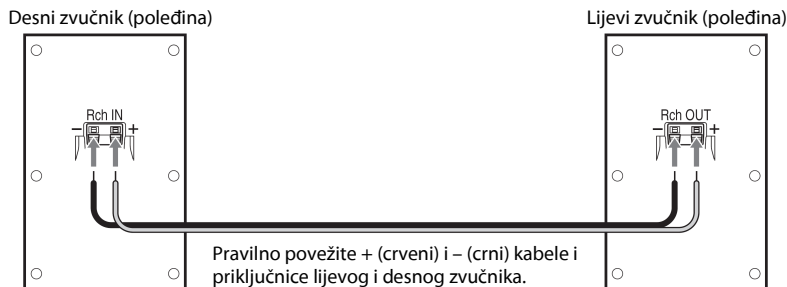 Desni zvučnik (poleđina)
Lijevi zvučnik (poleđina)
Rch IN
– +
Rch OUT
– +
Pravilno povežite + (crveni) i – (crni) kabele i
priključnice lijevog i desnog zvučnika.